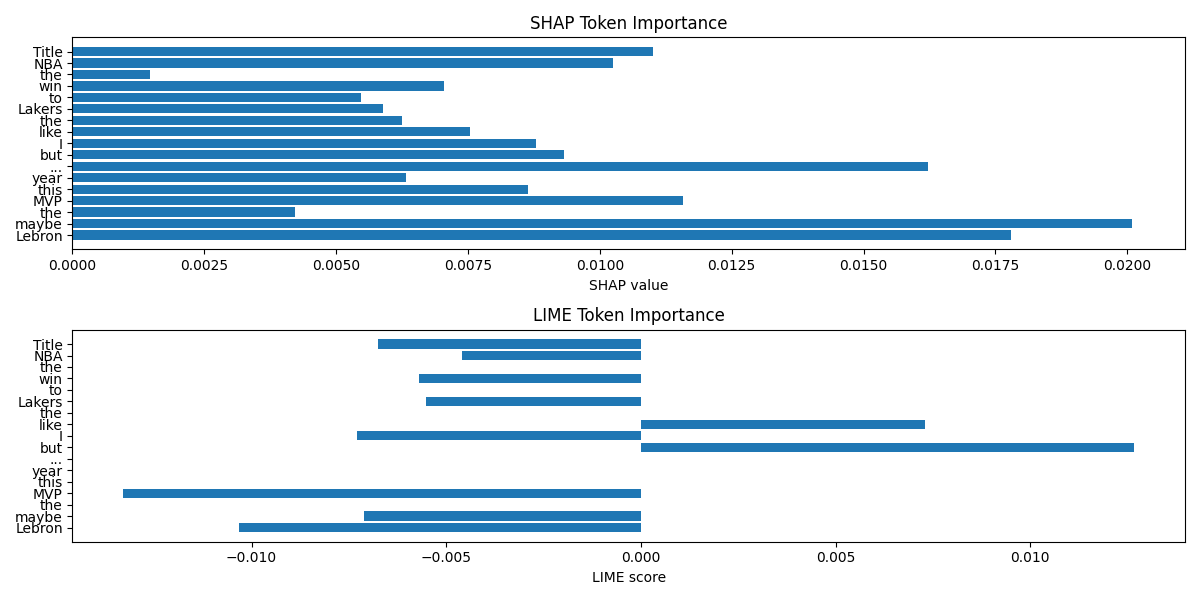 SHAP Token Importance
Title
NBA
the
win
to
Lakers
the
like
I
but
...
year
this
MVP
the
maybe
Lebron
0.0000 0.0025 0.0050 0.0075 0.0100 0.0125 0.0150 0.0175 0.0200
SHAP value
LIME Token Importance
Title
NBA
the
win
to
Lakers
the
like
I
but
...
year
this
MVP
the
maybe
Lebron
−0.010 −0.005 0.000 0.005 0.010
LIME score